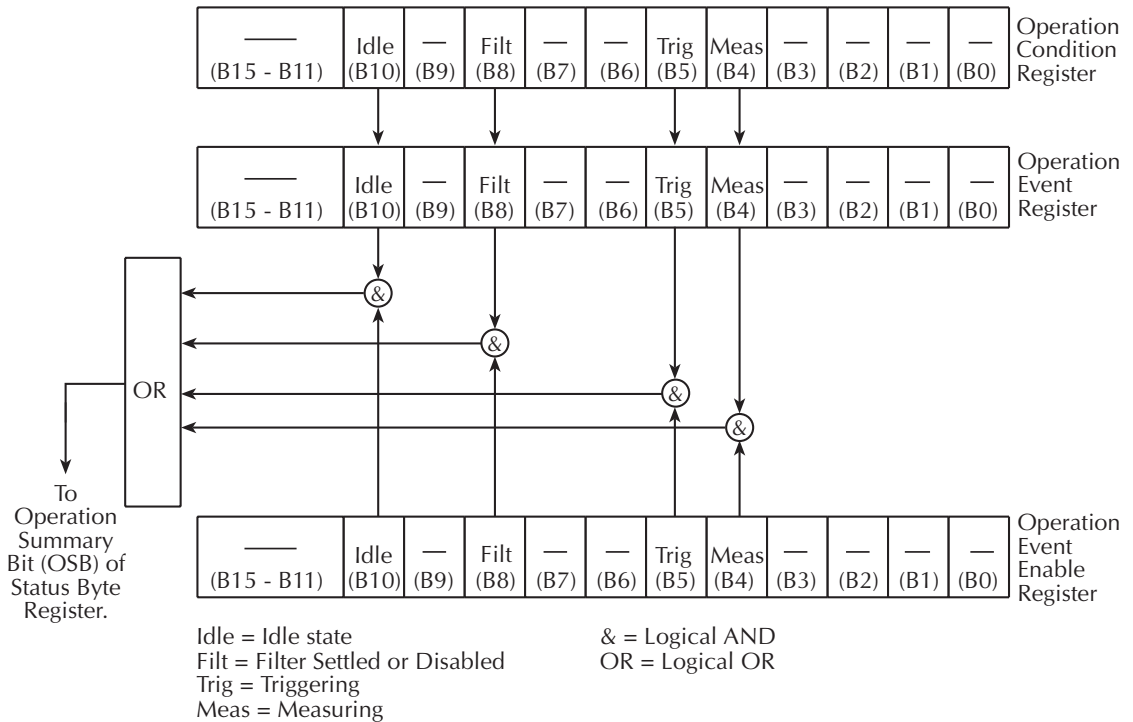 Idle — Filt — — Trig Meas — — — —
(B15 - B11) (B10) (B9) (B8) (B7) (B6) (B5) (B4) (B3) (B2) (B1) (B0)
Operation
Condition
Register
Idle — Filt — — Trig Meas — — — —
(B15 - B11) (B10) (B9) (B8) (B7) (B6) (B5) (B4) (B3) (B2) (B1) (B0)
Operation
Event
Register
&
&
OR
&
&
To
Operation
Summary
Bit (OSB) of
Status Byte
Register.
Idle — Filt — — Trig Meas — — — —
(B15 - B11) (B10) (B9) (B8) (B7) (B6) (B5) (B4) (B3) (B2) (B1) (B0)
Operation
Event
Enable
Register
Idle = Idle state
Filt = Filter Settled or Disabled
Trig = Triggering
Meas = Measuring
& = Logical AND
OR = Logical OR